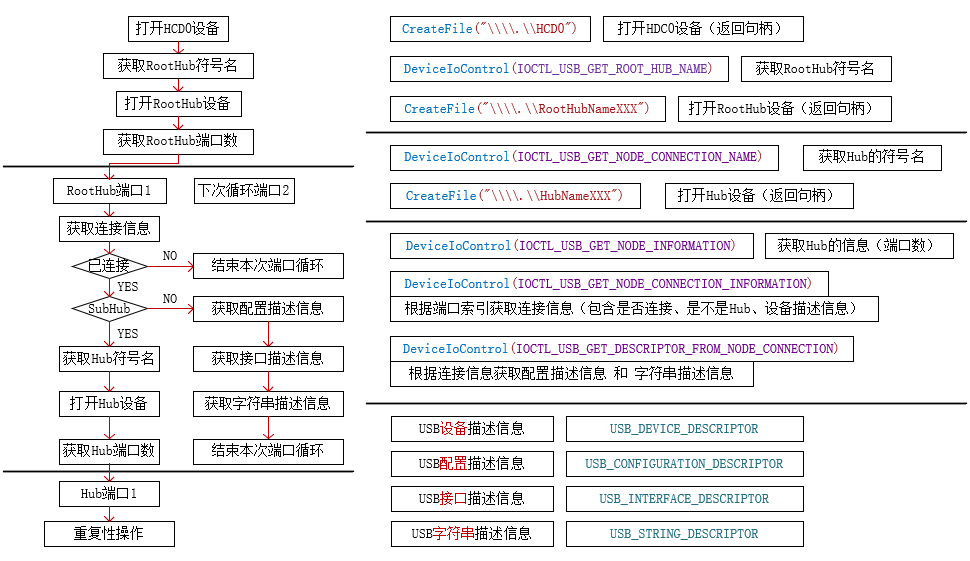 打开HCD0设备
获取RootHub符号名
打开RootHub设备
获取RootHub端口数
RootHub端口1
下次循环端口2
获取连接信息
已连接
NO
结束本次端口循环
YES
SubHub
NO
获取配置描述信息
YES
获取Hub符号名
获取接口描述信息
打开Hub设备
获取字符串描述信息
获取Hub端口数
结束本次端口循环
Hub端口1
重复性操作
CreateFile("\\\\.\\HCD0")
打开HDC0设备（返回句柄）
DeviceIoControl(IOCTL_USB_GET_ROOT_HUB_NAME)
获取RootHub符号名
CreateFile("\\\\.\\RootHubNameXXX")
打开RootHub设备（返回句柄）
DeviceIoControl(IOCTL_USB_GET_NODE_CONNECTION_NAME)
获取Hub的符号名
CreateFile("\\\\.\\HubNameXXX")
打开Hub设备（返回句柄）
DeviceIoControl(IOCTL_USB_GET_NODE_INFORMATION)
获取Hub的信息（端口数）
DeviceIoControl(IOCTL_USB_GET_NODE_CONNECTION_INFORMATION)
根据端口索引获取连接信息（包含是否连接、是不是Hub、设备描述信息）
DeviceIoControl(IOCTL_USB_GET_DESCRIPTOR_FROM_NODE_CONNECTION)
根据连接信息获取配置描述信息 和 字符串描述信息
USB设备描述信息
USB_DEVICE_DESCRIPTOR
USB配置描述信息
USB_CONFIGURATION_DESCRIPTOR
USB接口描述信息
USB_INTERFACE_DESCRIPTOR
USB字符串描述信息
USB_STRING_DESCRIPTOR